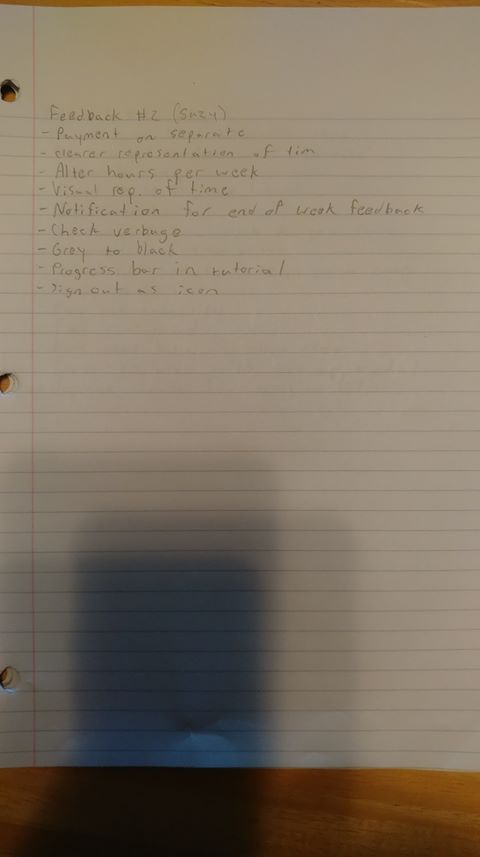 Feedback #2 (Suzy)
- Payment on separate
- clearer representation of tim
- Alter hours per week
- Visual rep. of time
- Notification for end of week feedback
- Check verbage
- Grey to black
- Progress bar in tutorial
- Sign out as icon